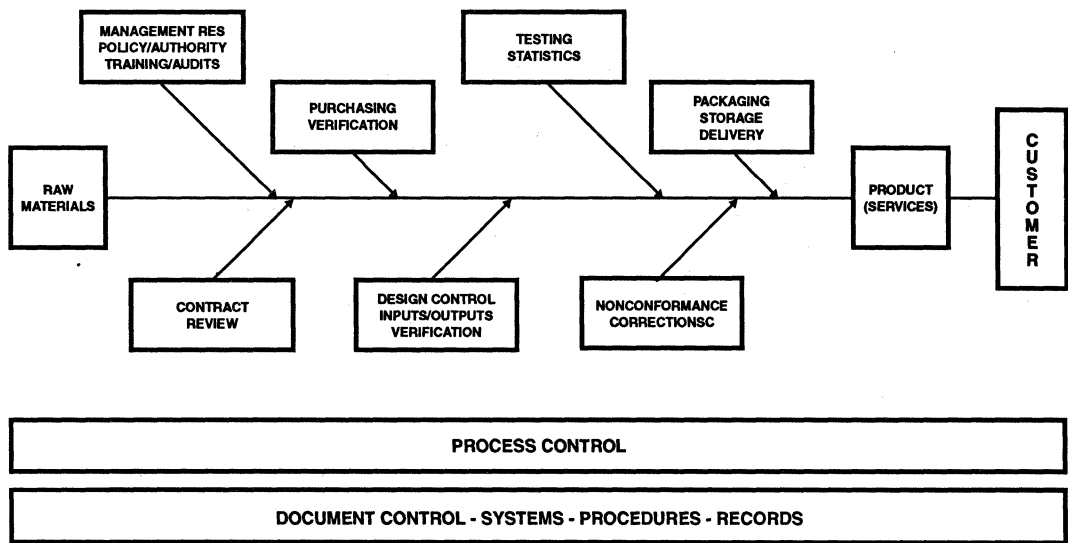 MANAGEMENT RES
POLICY/AUTHORITY
TRAINING/AUDITS
TESTING
STATISTICS
PURCHASING
VERIFICATION
PACKAGING
STORAGE
DELIVERY
RAW
MATERIALS
PRODUCT
(SERVICES)
CUSTOMER
CONTRACT
REVIEW
DESIGN CONTROL
INPUTS/OUTPUTS
VERIFICATION
NONCONFORMANCE
CORRECTIONSC
PROCESS CONTROL
DOCUMENT CONTROL - SYSTEMS - PROCEDURES - RECORDS